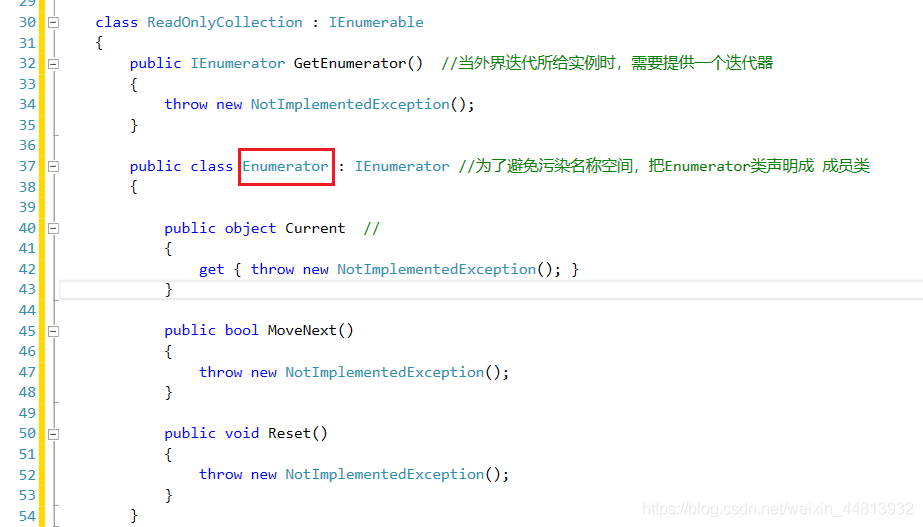 29
30 class ReadOnlyCollection : IEnumerable
31 {
32 public IEnumerator GetEnumerator() //当外界迭代所给实例时，需要提供一个迭代器
33 {
34 throw new NotImplementedException();
35 }
36
37 public class Enumerator : IEnumerator //为了避免污染名称空间，把Enumerator类声明成 成员类
38 {
39
40 public object Current //
41 {
42 get { throw new NotImplementedException(); }
43 }
44
45 public bool MoveNext()
46 {
47 throw new NotImplementedException();
48 }
49
50 public void Reset()
51 {
52 throw new NotImplementedException();
53 }
54 }
https://blog.csdn.net/weixin_44813932